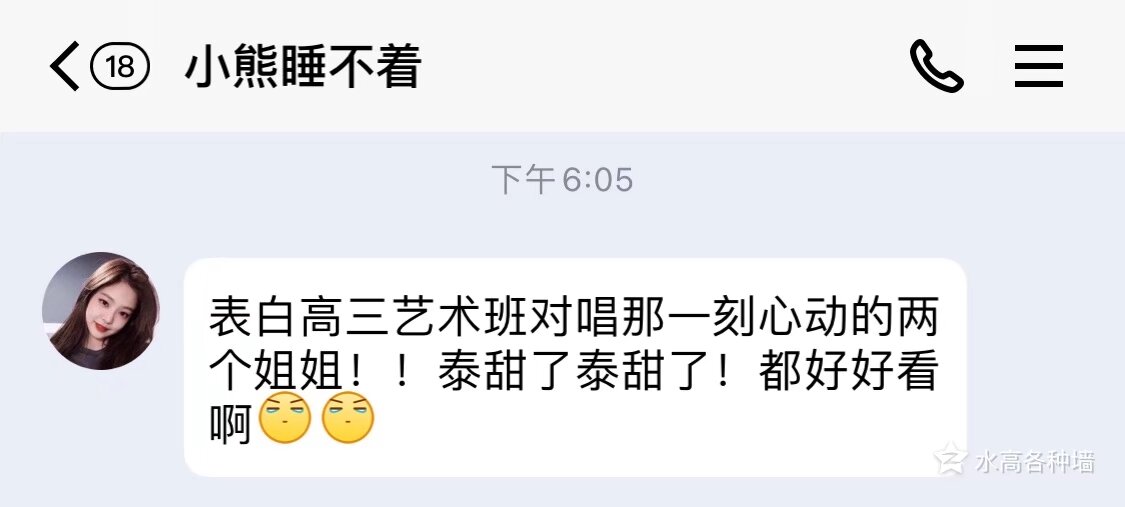 18 小熊睡不着
下午6:05
表白高三艺术班对唱那一刻心动的两
个姐姐！！泰甜了泰甜了！都好好看
啊
水高各种墙